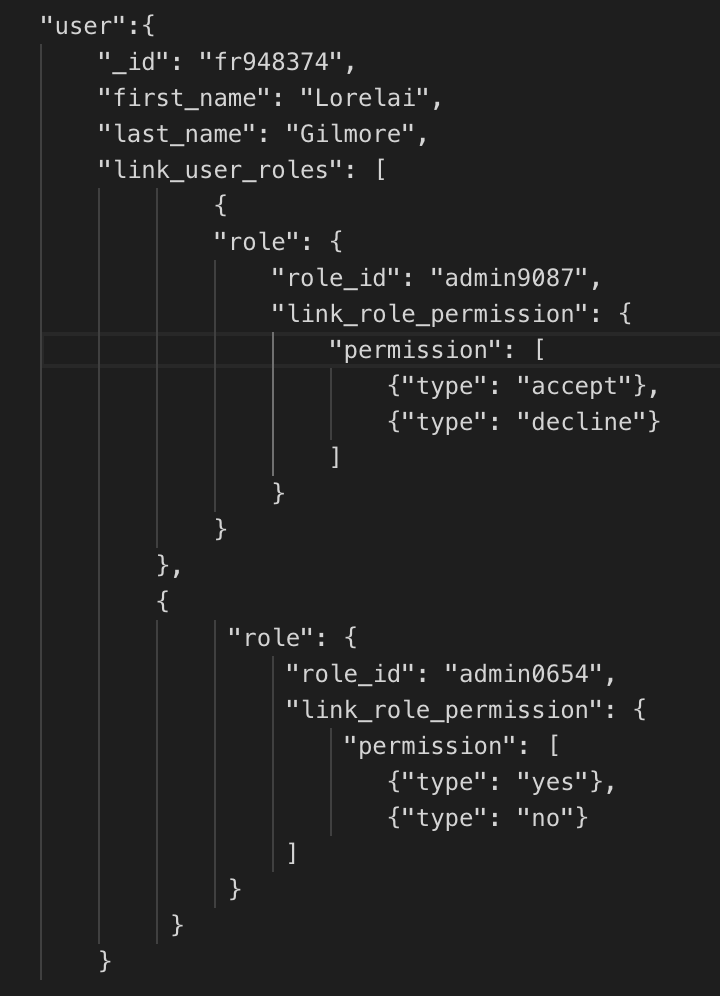 "user":{
"_id": "fr948374",
"first_name": "Lorelai",
"last_name": "Gilmore",
"link_user_roles": [
{
"role": {
"role_id": "admin9087",
"link_role_permission": {
"permission": [
{"type": "accept"},
{"type": "decline"}
]
}
}
},
{
"role": {
"role_id": "admin0654",
"link_role_permission": {
"permission": [
{"type": "yes"},
{"type": "no"}
]
}
}
}